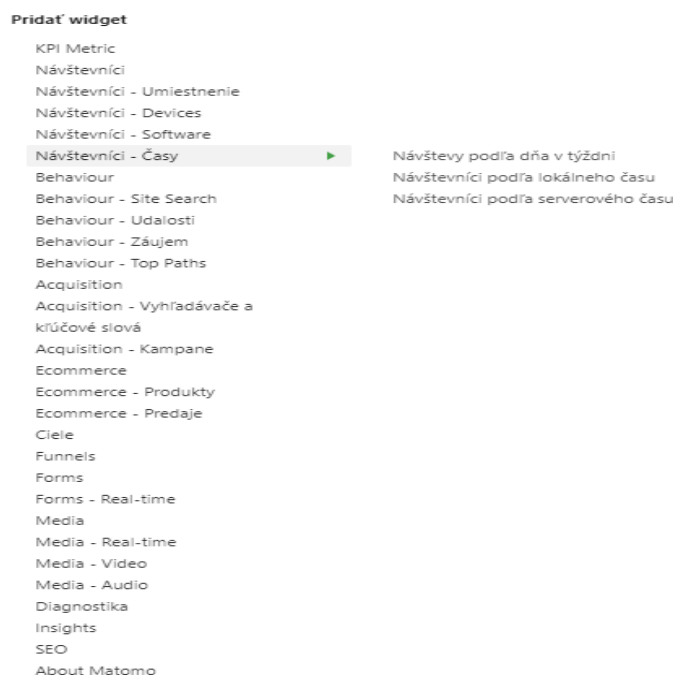 Pridať widget
KPI Metric
Návštevníci
Návštevníci - Umiestnenie
Návštevníci - Devices
Návštevníci - Software
Návštevníci - Časy
Návštevy podľa dňa v týždni
Behaviour
Návštevníci podľa lokálneho času
Behaviour - Site Search
Návštevníci podľa serverového času
Behaviour - Udalosti
Behaviour - Záujem
Behaviour - Top Paths
Acquisition
Acquisition - Vyhľadávače a
kľúčové slová
Acquisition - Kampane
Ecommerce
Ecommerce - Produkty
Ecommerce - Predaje
Ciele
Funnels
Forms
Forms - Real-time
Media
Media - Real-time
Media - Video
Media - Audio
Diagnostika
Insights
SEO
About Matomo